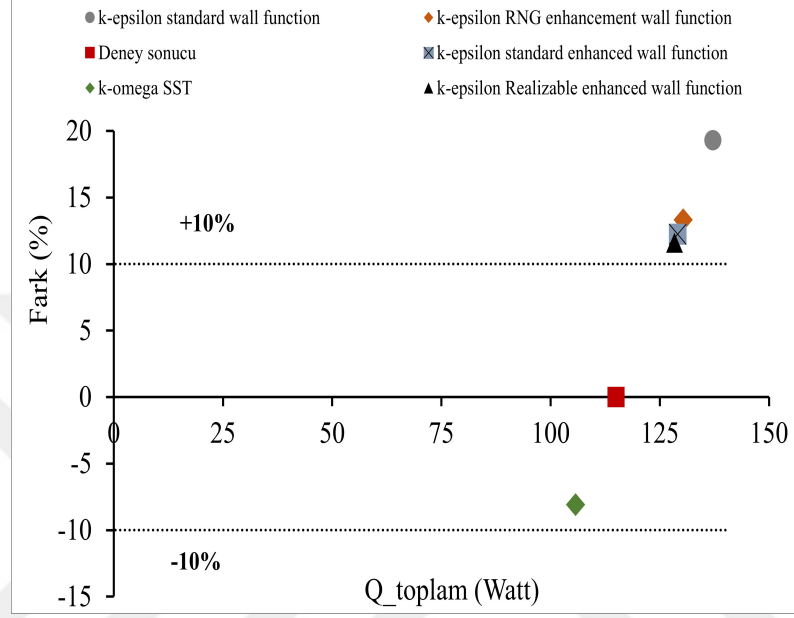 k-epsilon standard wall function
k-epsilon RNG enhancement wall function
Deney sonucu
k-epsilon standard enhanced wall function
k-omega SST
k-epsilon Realizable enhanced wall function
20
15
+10%
10
5
0
0 25 50 75 100 125 150
-5
-10
-10%
-15
Fark (%)
Q_toplam (Watt)